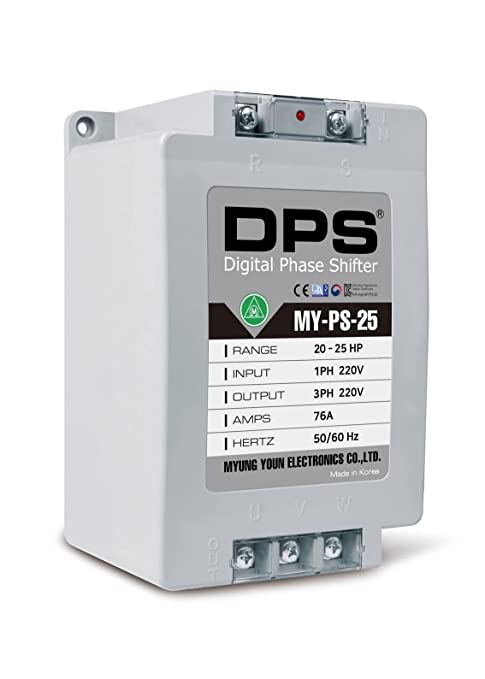 IN
R S
DPS®
Digital Phase Shifter
CE
MY-PS-25
RANGE 20-25 HP
INPUT 1PH 220V
OUTPUT 3PH 220V
AMPS 76A
HERTZ 50/60 Hz
MYUNG YOUN ELECTRONICS CO.,LTD.
Made in Korea
OUT
U V W